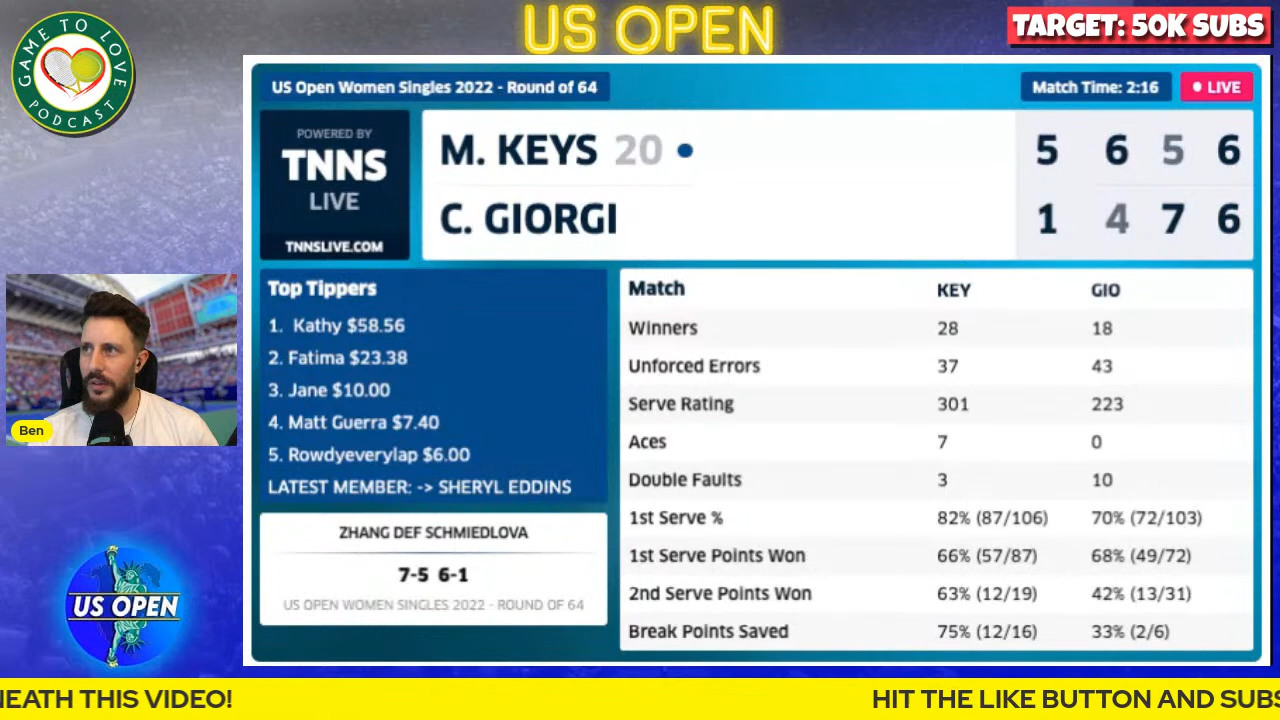 GAME TO LOVE
PODCAST
US OPEN
TARGET: 50K SUBS
US Open Women Singles 2022 - Round of 64
Match Time: 2:16
LIVE
POWERED BY
TNNS
LIVE
TNNSLIVE.COM
M. KEYS 20 5 6 5 6
C. GIORGI 1 4 7 6
Top Tippers
1. Kathy $58.56
2. Fatima $23.38
3. Jane $10.00
4. Matt Guerra $7.40
5. Rowdyeverylap $6.00
LATEST MEMBER: -> SHERYL EDDINS
ZHANG DEF SCHMIEDLOVA
7-5 6-1
US OPEN WOMEN SINGLES 2022 - ROUND OF 64
Match KEY GIO
Winners 28 18
Unforced Errors 37 43
Serve Rating 301 223
Aces 7 0
Double Faults 3 10
1st Serve % 82% (87/106) 70% (72/103)
1st Serve Points Won 66% (57/87) 68% (49/72)
2nd Serve Points Won 63% (12/19) 42% (13/31)
Break Points Saved 75% (12/16) 33% (2/6)
Ben
US OPEN
NEATH THIS VIDEO!
HIT THE LIKE BUTTON AND SUBS